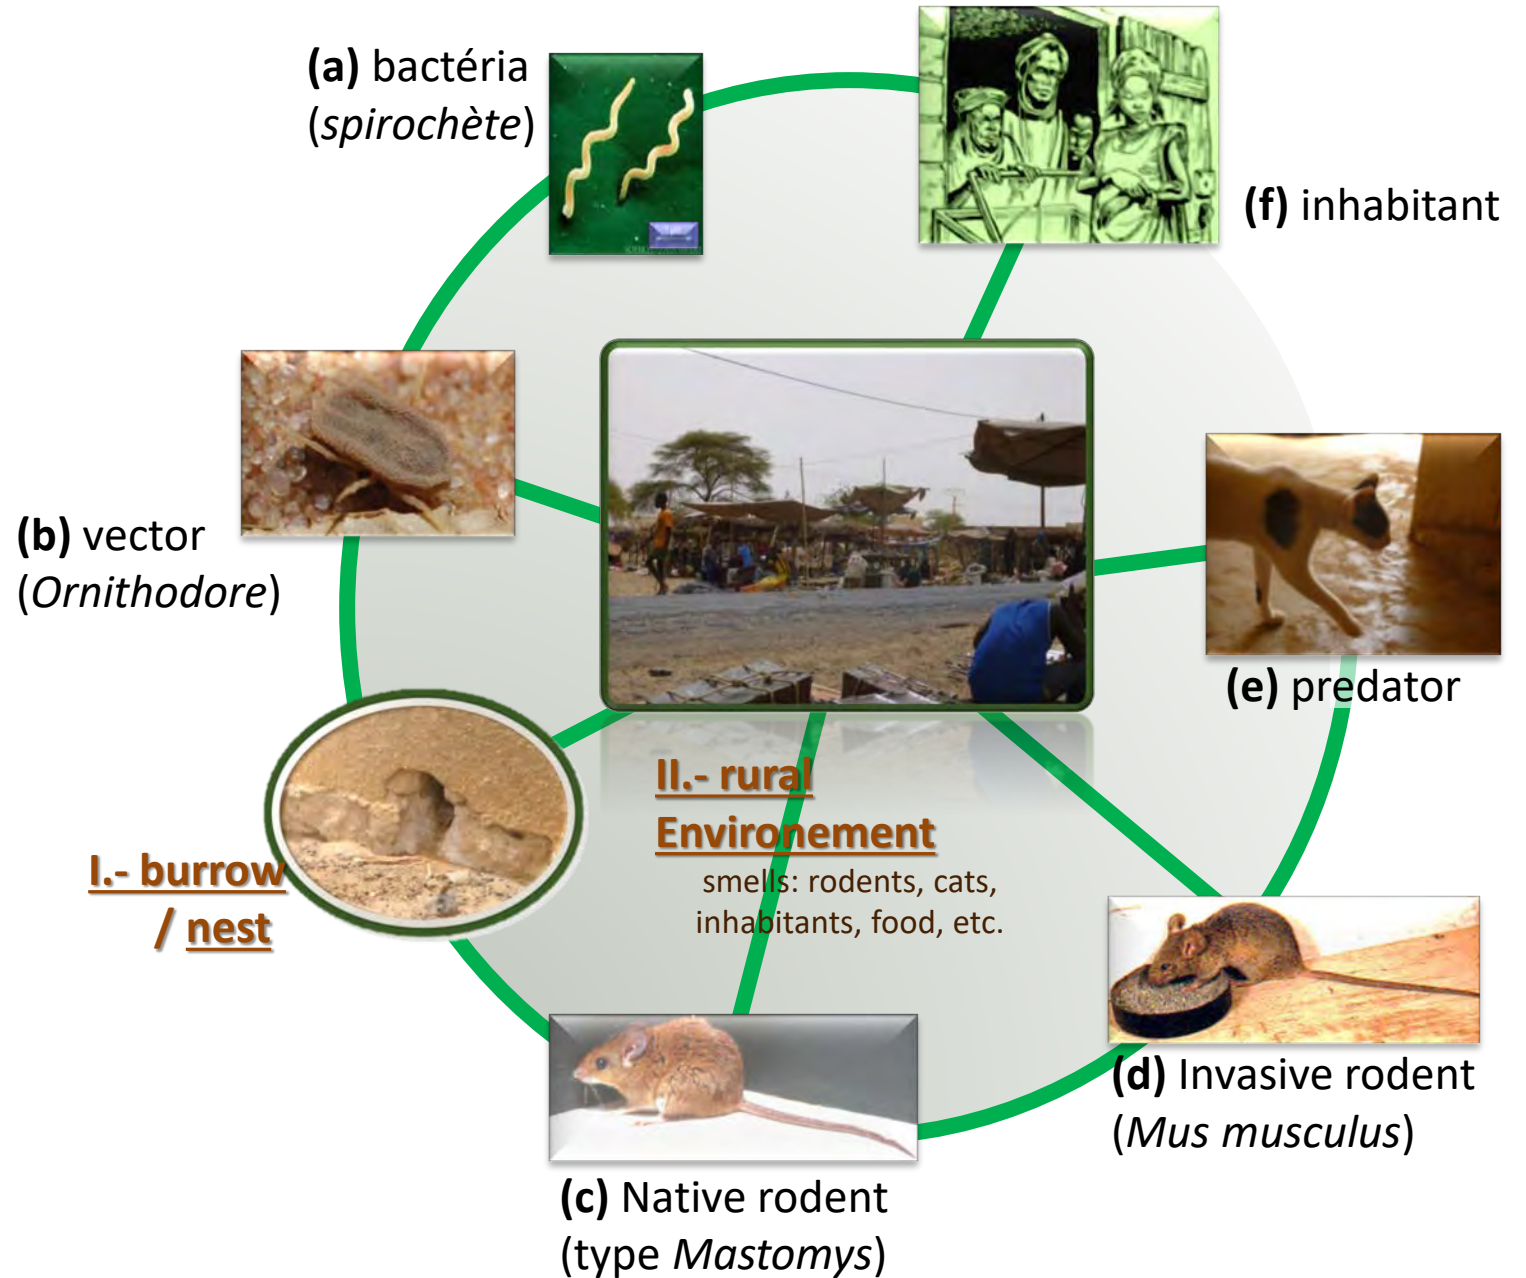 (a) bactéria
(spirochète)
(f) inhabitant
(b) vector
(Ornithodore)
(e) predator
II.- rural
Environement
smells: rodents, cats,
inhabitants, food, etc.
I.- burrow
/ nest
(d) Invasive rodent
(Mus musculus)
(c) Native rodent
(type Mastomys)